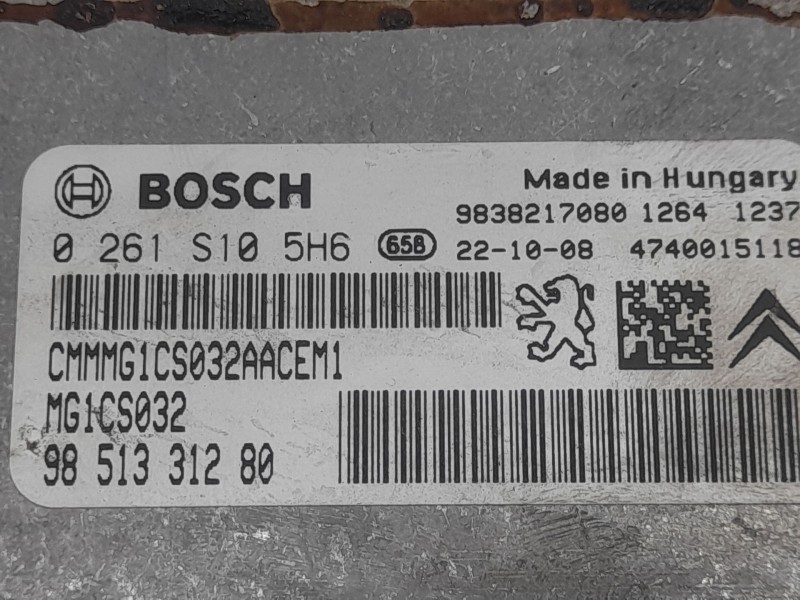 BOSCH
Made in Hungary
9838217080 1264 1237
0 261 S10 5H6 658 22-10-08 4740015118
CMMMG1CS032AACEM1
MG1CS032
98 513 312 80